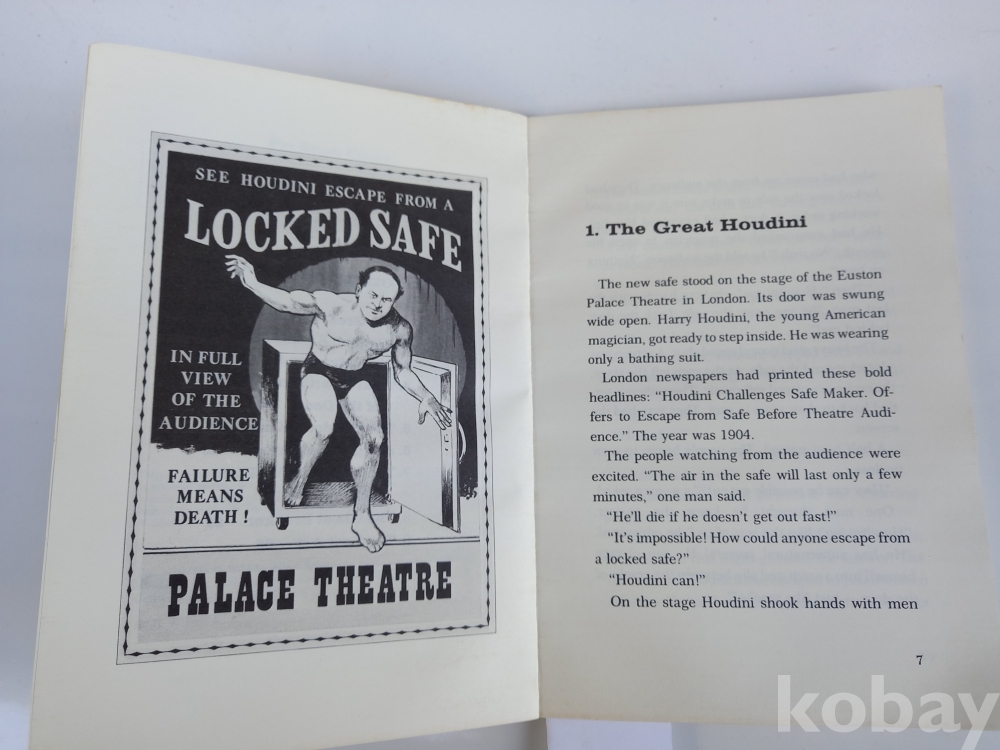 SEE HOUDINI ESCAPE FROM A
LOCKED SAFE
IN FULL
VIEW
OF THE
AUDIENCE
FAILURE
MEANS
DEATH !
PALACE THEATRE
1. The Great Houdini
The new safe stood on the stage of the Euston
Palace Theatre in London. Its door was swung
wide open. Harry Houdini, the young American
magician, got ready to step inside. He was wearing
only a bathing suit.
London newspapers had printed these bold
headlines: “Houdini Challenges Safe Maker. Of-
fers to Escape from Safe Before Theatre Audi-
ence.” The year was 1904.
The people watching from the audience were
excited. “The air in the safe will last only a few
minutes,” one man said.
“He’ll die if he doesn’t get out fast!”
“It’s impossible! How could anyone escape from
a locked safe?”
“Houdini can!”
On the stage Houdini shook hands with men
7
kobay